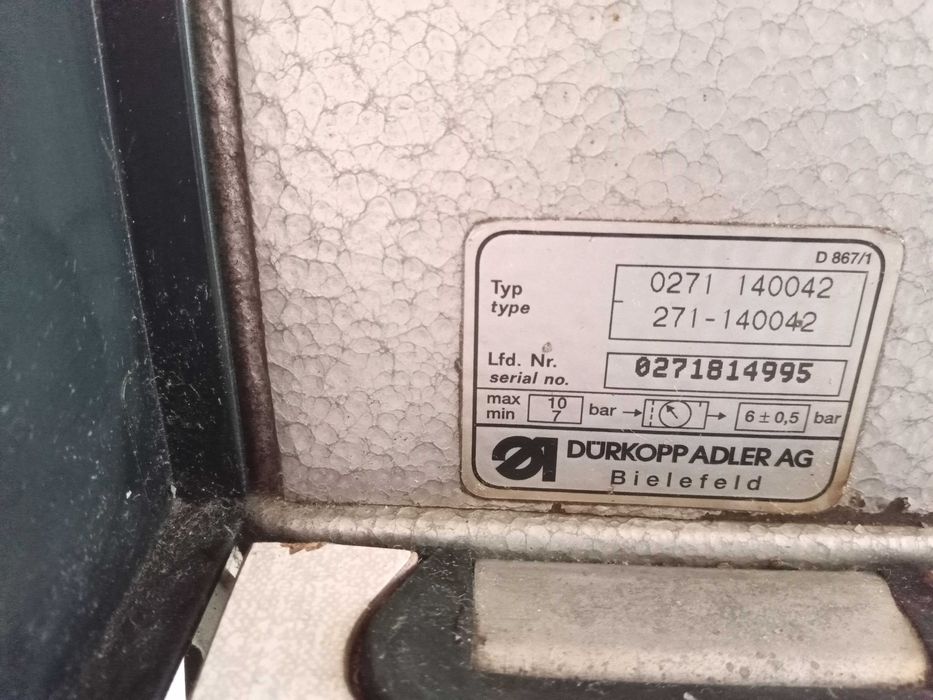 D 867/1
Typ
type
0271 140042
271-140042
Lfd. Nr.
serial no.
0271814995
max 10 bar
min 7
6 ± 0,5 bar
DÜRKOPP ADLER AG
Bielefeld